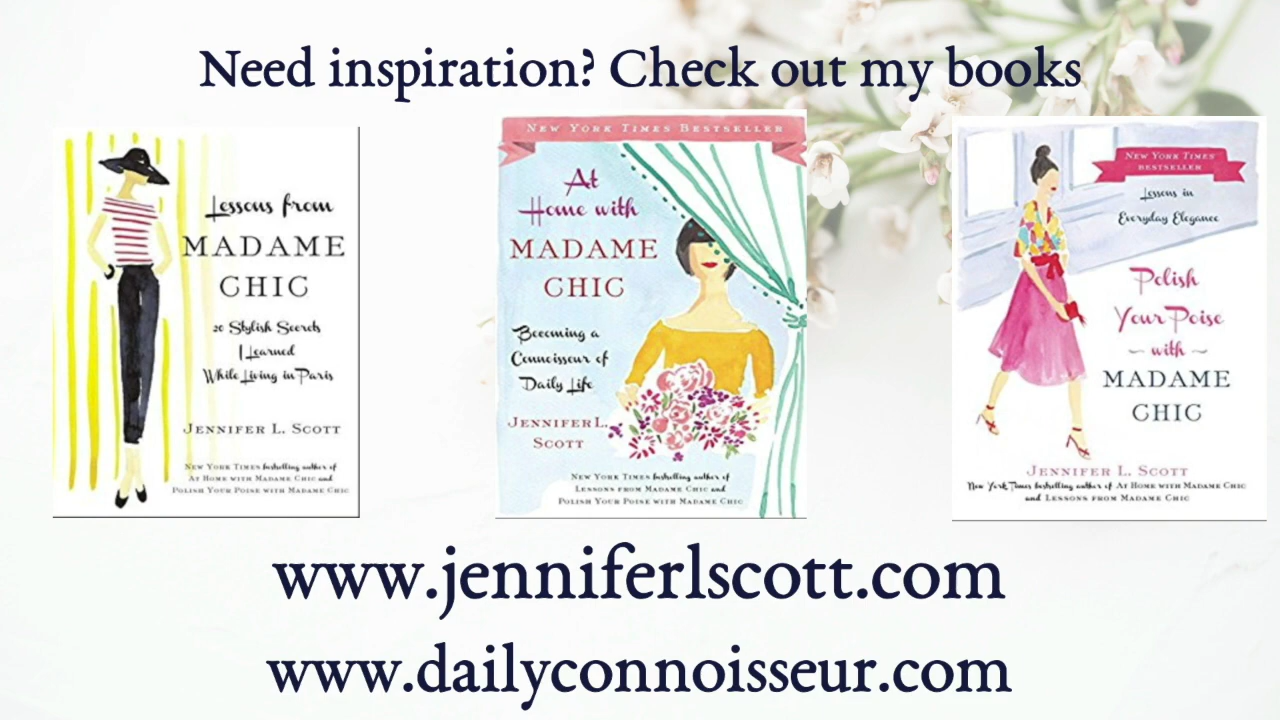 Need inspiration? Check out my books
Lessons from
MADAME
CHIC
20 Stylish Secrets
I Learned
While Living in Paris
JENNIFER L. SCOTT
NEW YORK TIMES bestselling author of
AT HOME WITH MADAME CHIC and
POLISH YOUR POISE WITH MADAME CHIC
NEW YORK TIMES BESTSELLER
At
Home with
MADAME
CHIC
Becoming a
Connoisseur of
Daily Life
JENNIFER L.
SCOTT
NEW YORK TIMES bestselling author of
LESSONS FROM MADAME CHIC and
POLISH YOUR POISE WITH MADAME CHIC
NEW YORK TIMES
BESTSELLER
Lessons in
Everyday Elegance
Polish
Your Poise
with
MADAME
CHIC
JENNIFER L. SCOTT
New York Times bestselling author of AT HOME WITH MADAME CHIC
and LESSONS FROM MADAME CHIC
www.jenniferlscott.com
www.dailyconnoisseur.com